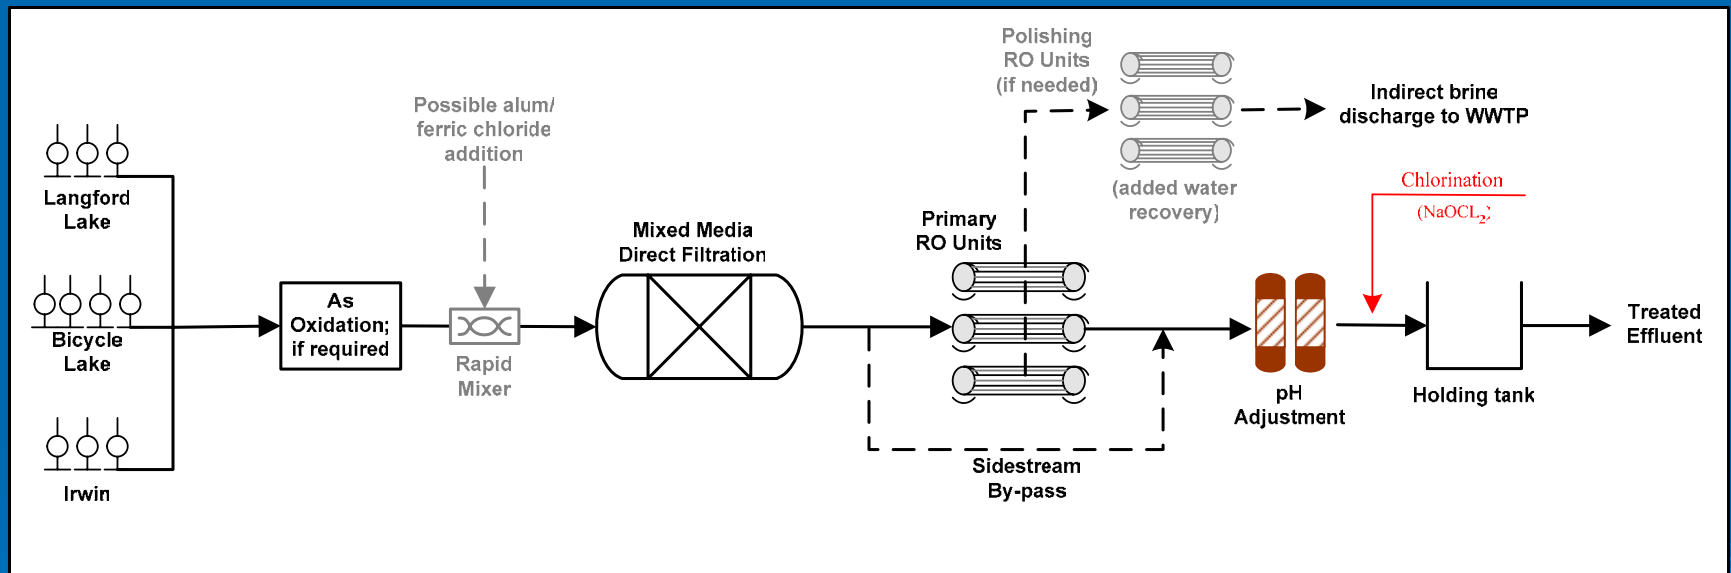 Polishing
RO Units
(if needed)
Indirect brine
discharge to WWTP
Possible alum/
ferric chloride
addition
Langford
Lake
(added water
recovery)
Chlorination
(NaOCL2)
Primary
RO Units
Mixed Media
Direct Filtration
As
Oxidation;
if required
Bicycle
Lake
Rapid
Mixer
Treated
Effluent
pH
Adjustment
Holding tank
Sidestream
By-pass
Irwin